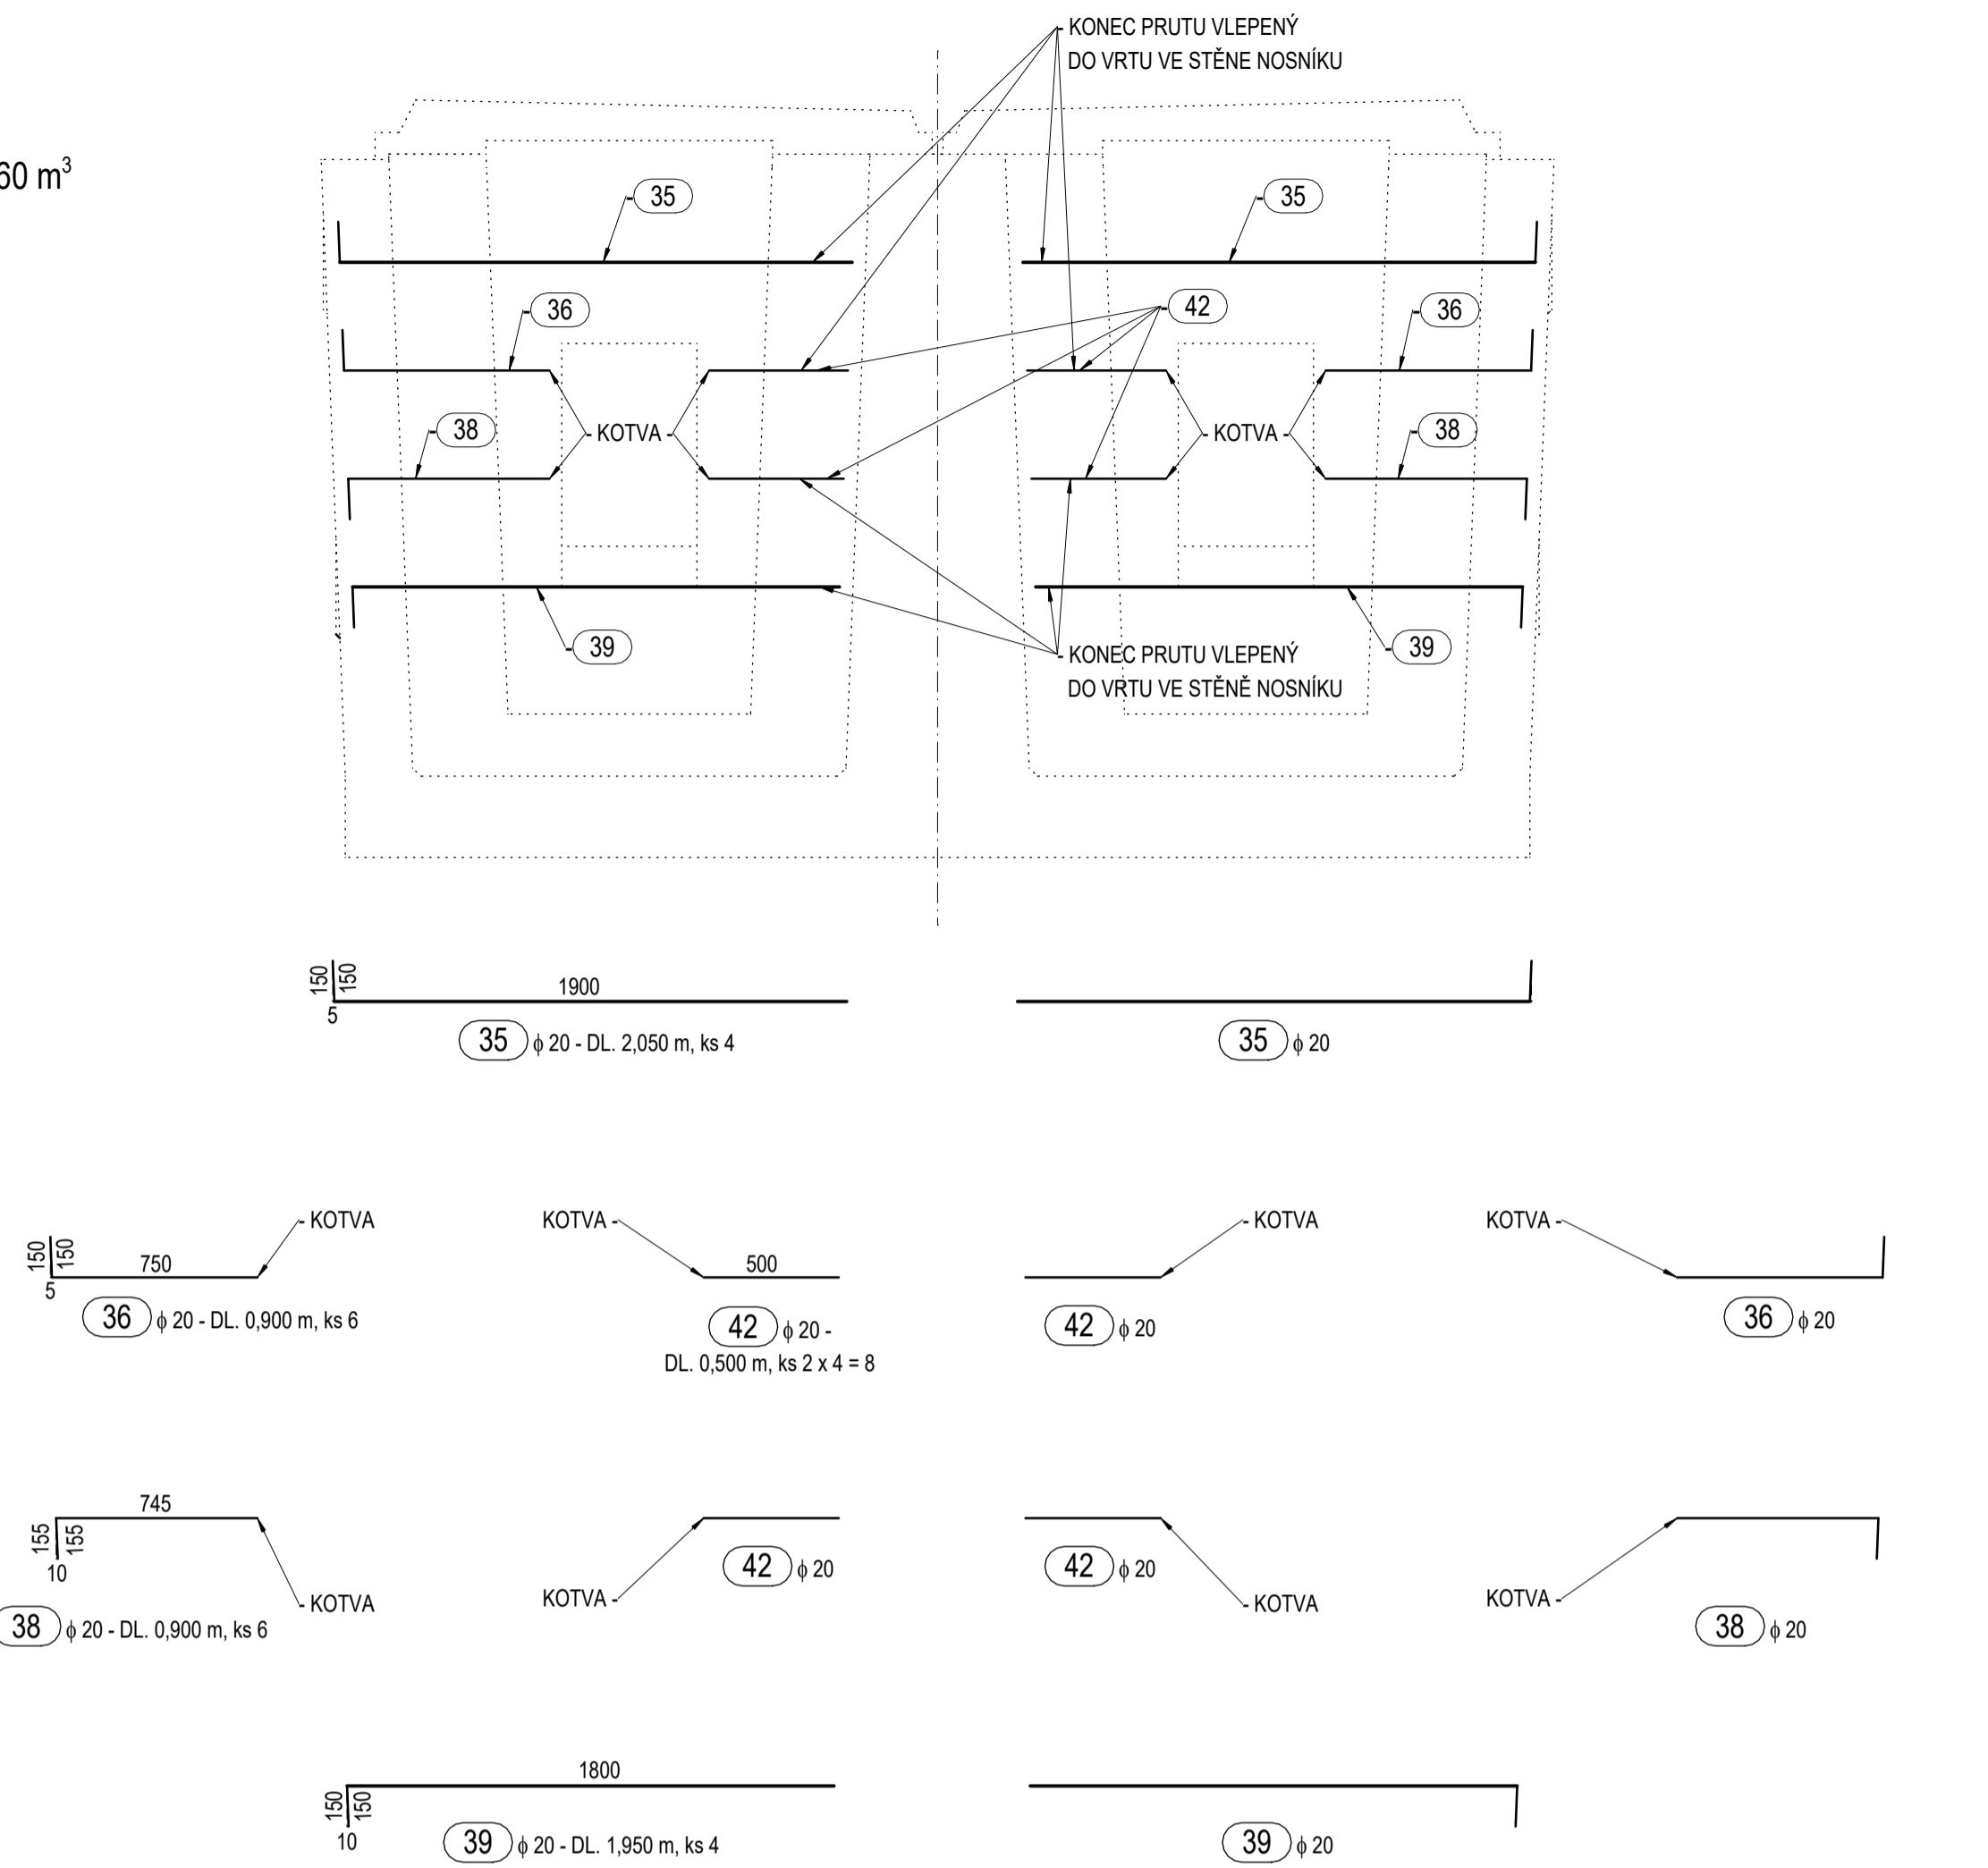 - KONEC PRUTU VLEPENÝ
DO VRTU VE STĚNE NOSNÍKU
60 m³
35
35
36
42
36
38
- KOTVA -
- KOTVA -
38
39
39
- KONEC PRUTU VLEPENÝ
DO VRTU VE STĚNĚ NOSNÍKU
150
150
1900
5
35 ϕ 20 - DL. 2,050 m, ks 4
35 ϕ 20
- KOTVA
KOTVA -
- KOTVA
KOTVA -
150
150
750
500
5
36 ϕ 20 - DL. 0,900 m, ks 6
42 ϕ 20 -
DL. 0,500 m, ks 2 x 4 = 8
42 ϕ 20
36 ϕ 20
745
155
155
10
42 ϕ 20
42 ϕ 20
- KOTVA
KOTVA -
- KOTVA
KOTVA -
38 ϕ 20 - DL. 0,900 m, ks 6
38 ϕ 20
1800
150
150
10
39 ϕ 20 - DL. 1,950 m, ks 4
39 ϕ 20